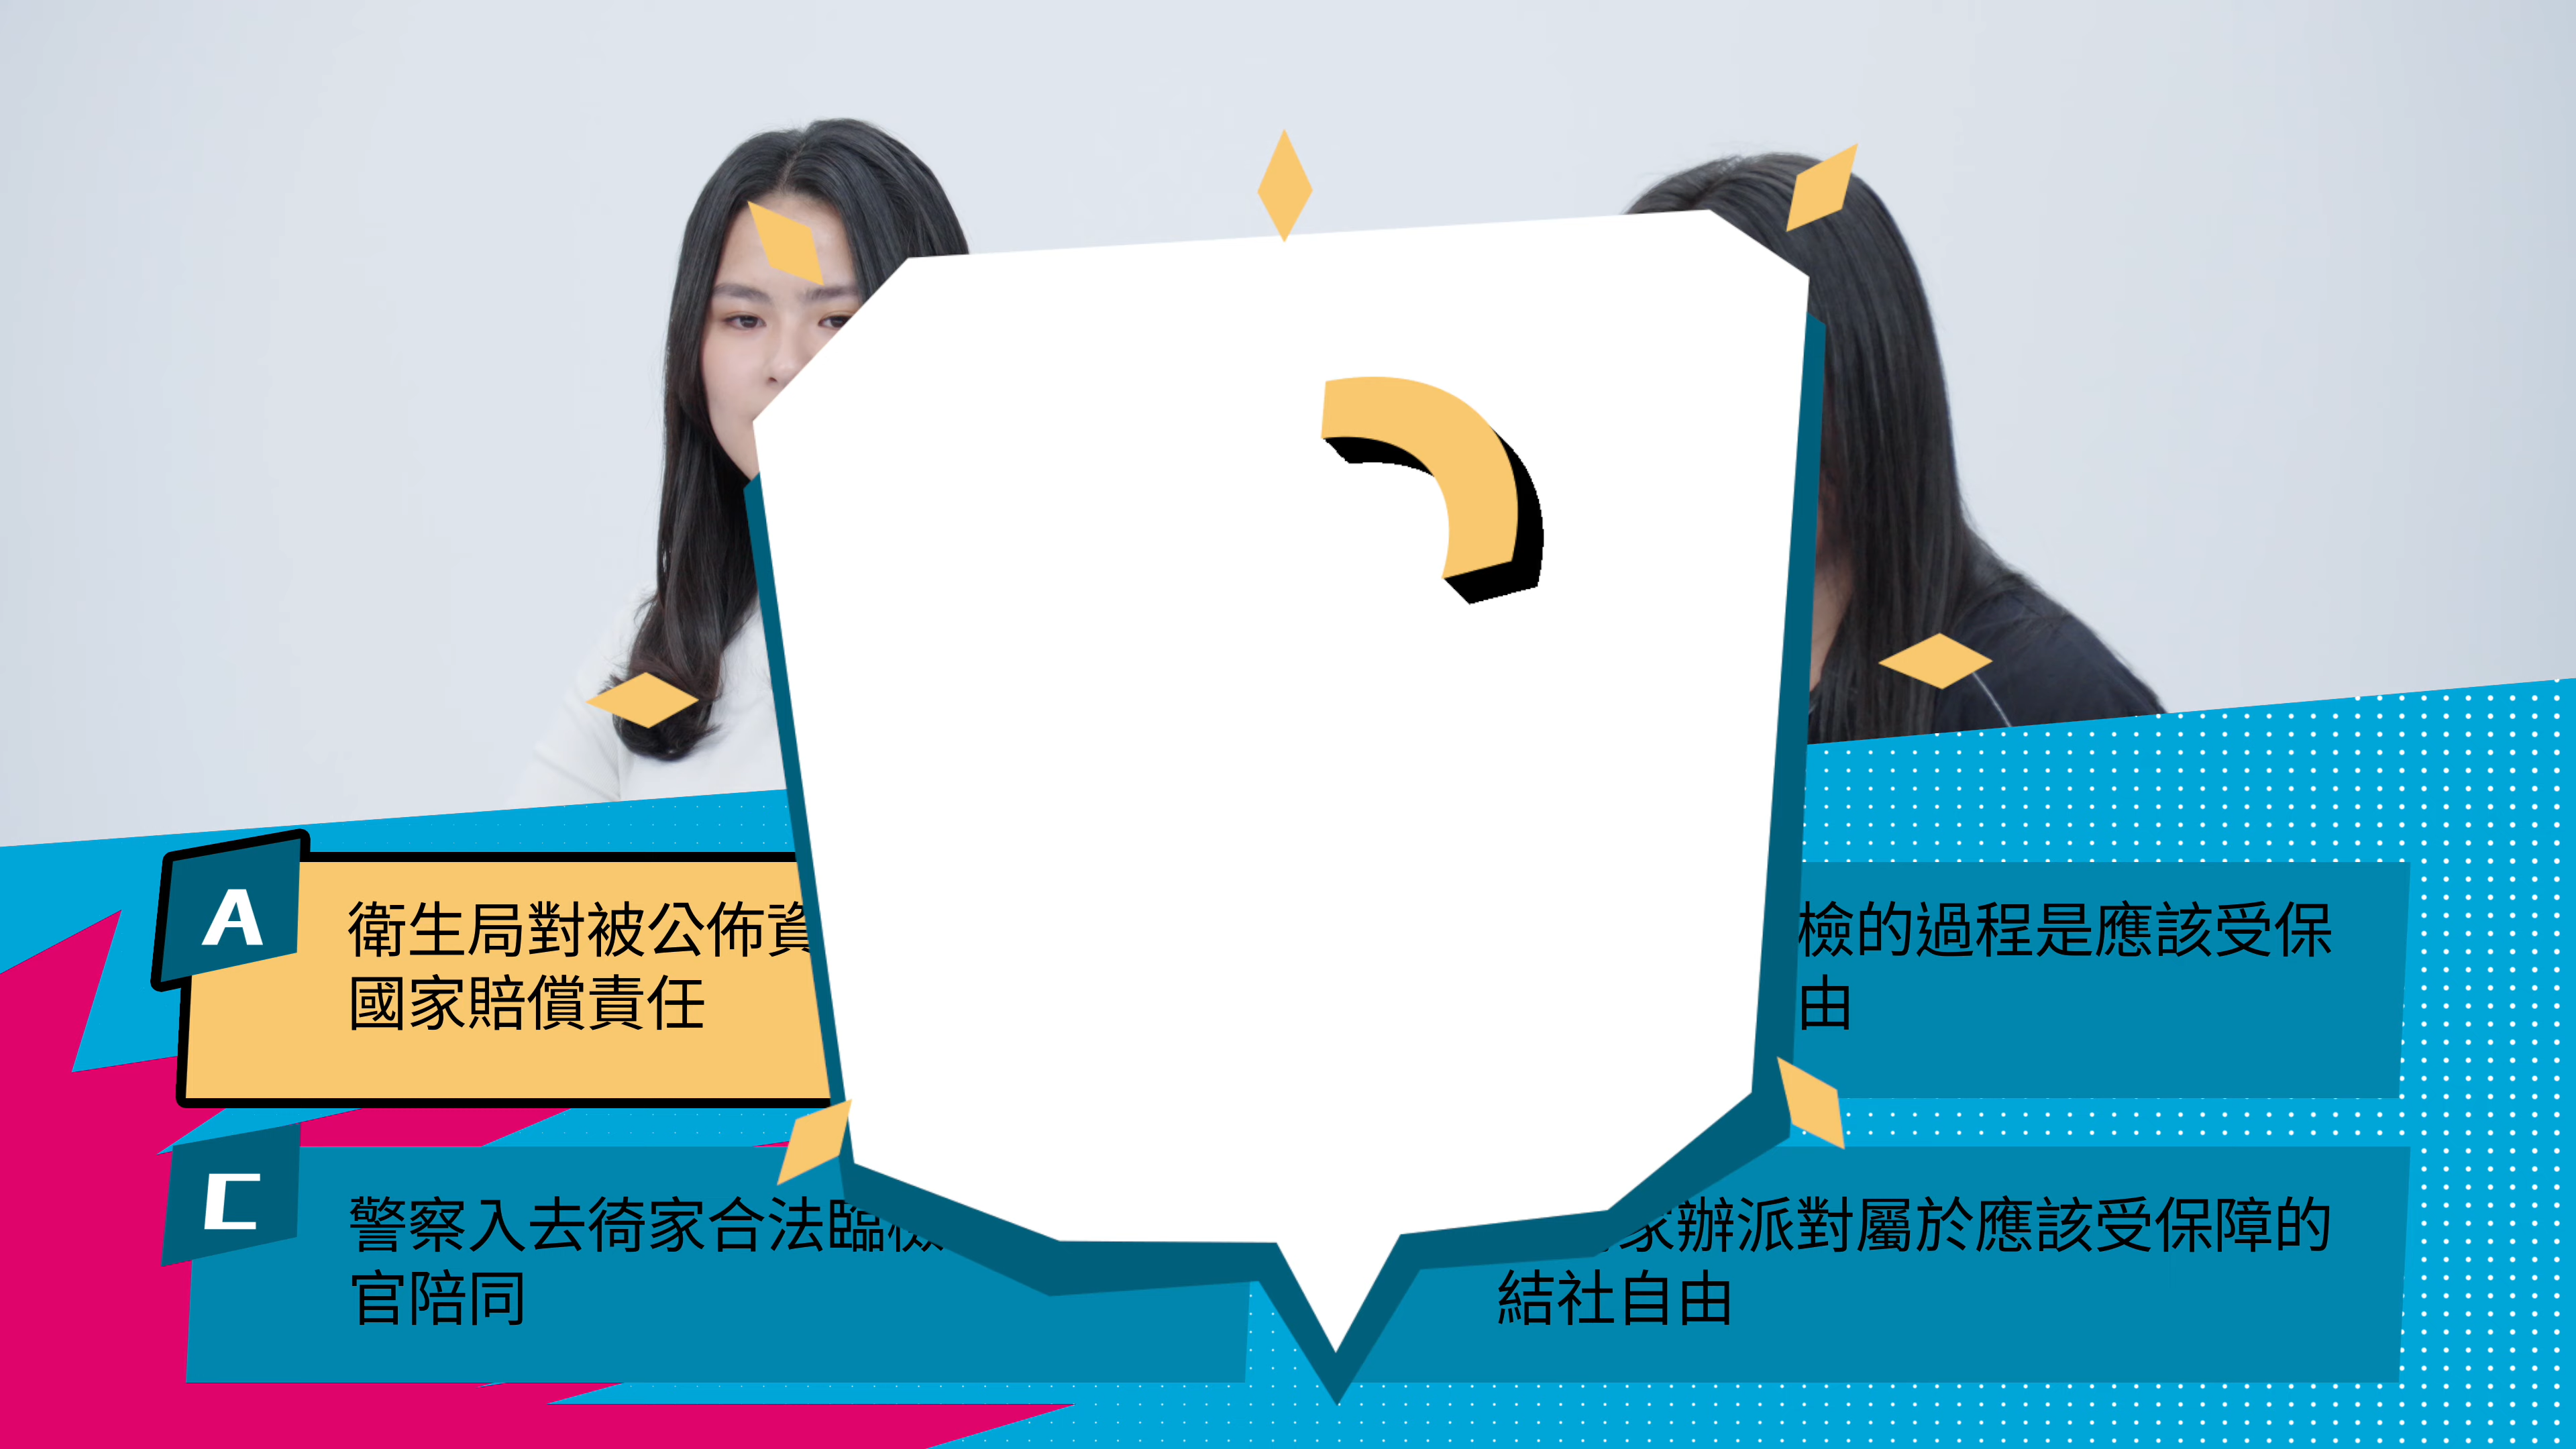 A
衛生局對被公佈資
國家賠償責任
檢的過程是應該受保
由
C
警察入去徛家合法臨檢
官陪同
家辦派對屬於應該受保障的
結社自由